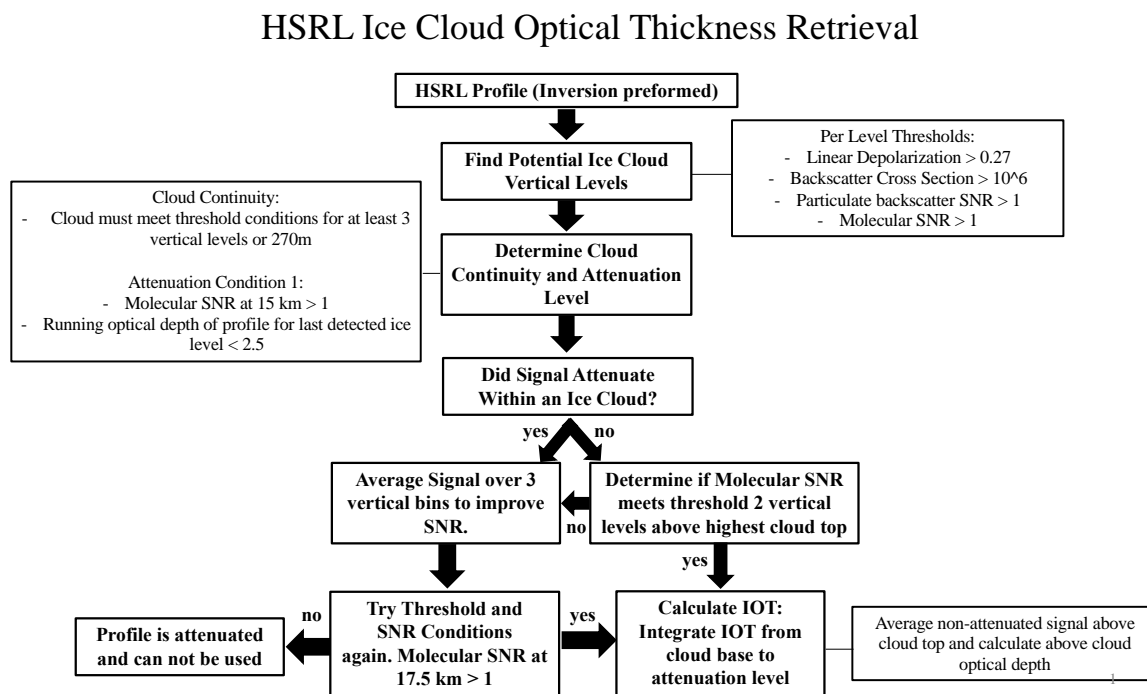 HSRL Ice Cloud Optical Thickness Retrieval
HSRL Profile (Inversion preformed)
Find Potential Ice Cloud
Vertical Levels
Per Level Thresholds:
- Linear Depolarization > 0.27
- Backscatter Cross Section > 10^6
- Particulate backscatter SNR > 1
- Molecular SNR > 1
Cloud Continuity:
- Cloud must meet threshold conditions for at least 3
vertical levels or 270m
Attenuation Condition 1:
- Molecular SNR at 15 km > 1
- Running optical depth of profile for last detected ice
level < 2.5
Determine Cloud
Continuity and Attenuation
Level
Did Signal Attenuate
Within an Ice Cloud?
yes
no
Average Signal over 3
vertical bins to improve
SNR.
no
Determine if Molecular SNR
meets threshold 2 vertical
levels above highest cloud top
yes
no
Profile is attenuated
and can not be used
Try Threshold and
SNR Conditions
again. Molecular SNR at
17.5 km > 1
yes
Calculate IOT:
Integrate IOT from
cloud base to
attenuation level
Average non-attenuated signal above
cloud top and calculate above cloud
optical depth
1